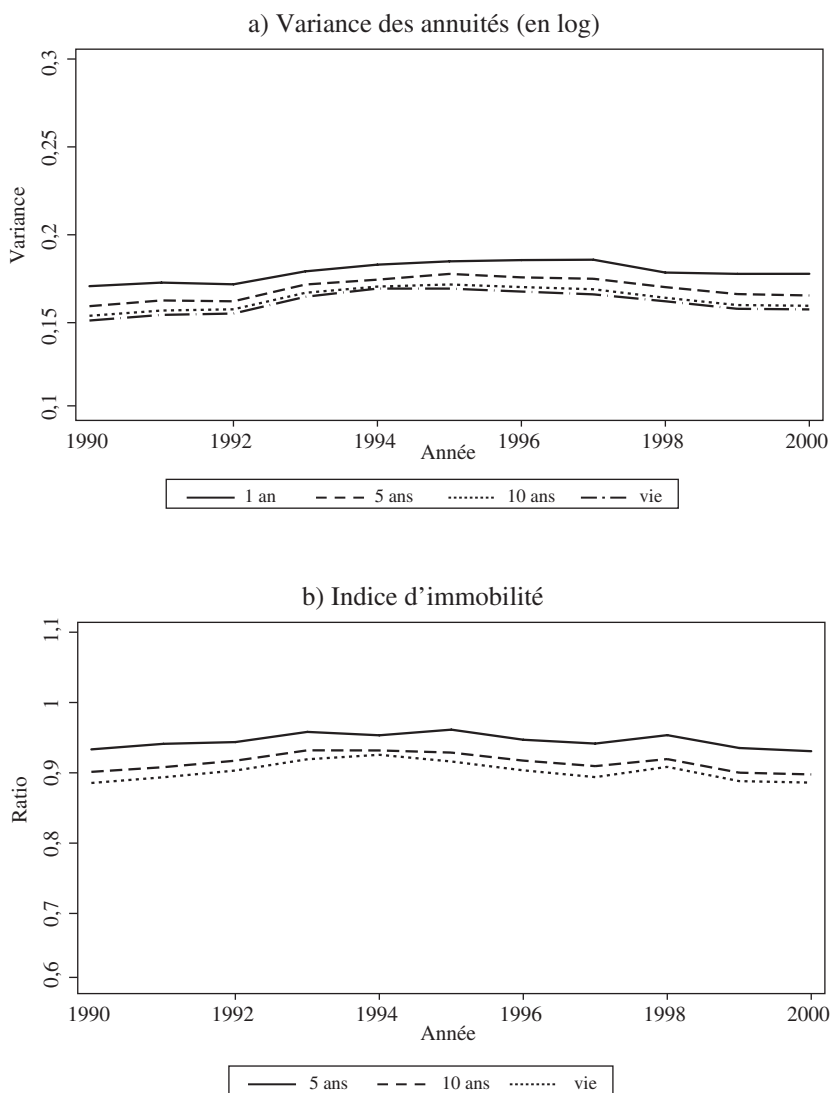 a) Variance des annuités (en log)
0,3
0,25
0,2
0,15
0,1
Variance
1990 1992 1994 1996 1998 2000
Année
1 an 5 ans 10 ans vie
b) Indice d’immobilité
1,1
1
0,9
0,8
0,7
0,6
Ratio
1990 1992 1994 1996 1998 2000
Année
5 ans 10 ans vie